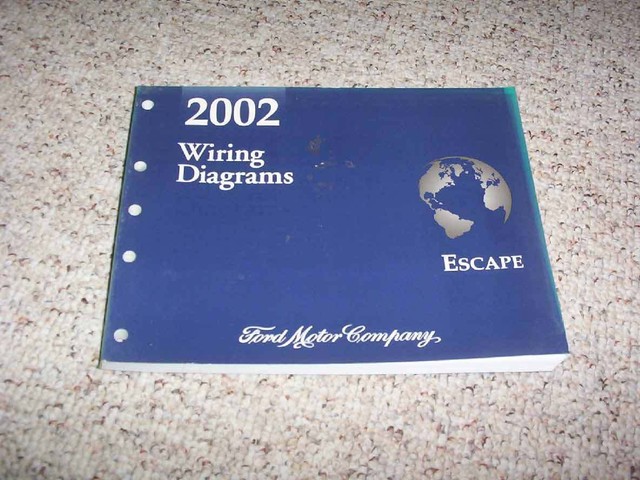 2002
Wiring
Diagrams
ESCAPE
Ford Motor Company